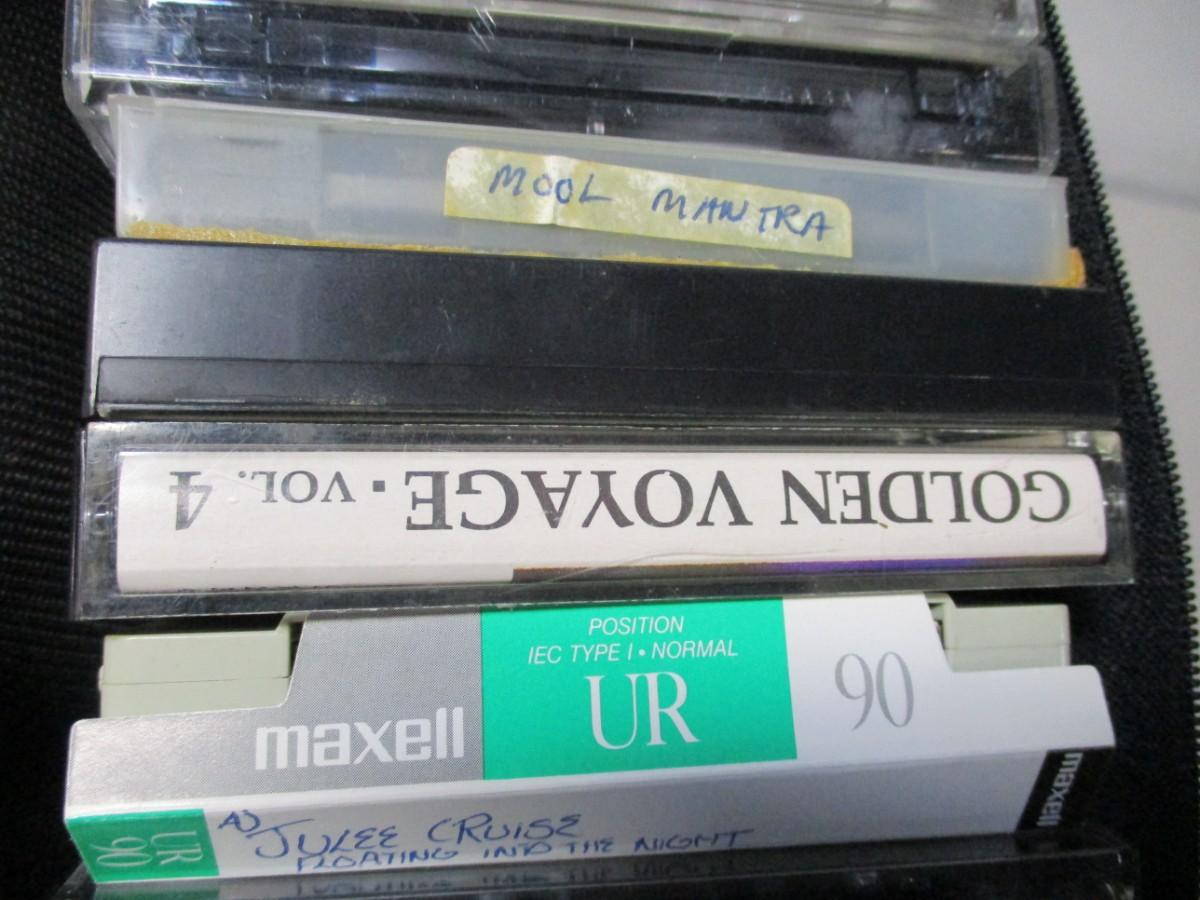 MOOL MANTRA
GOLDEN VOYAGE · VOL. 4
POSITION
IEC TYPE I • NORMAL
UR
90
maxell
maxell
UR
90
A) JULEE CRUISE
FLOATING INTO THE NIGHT